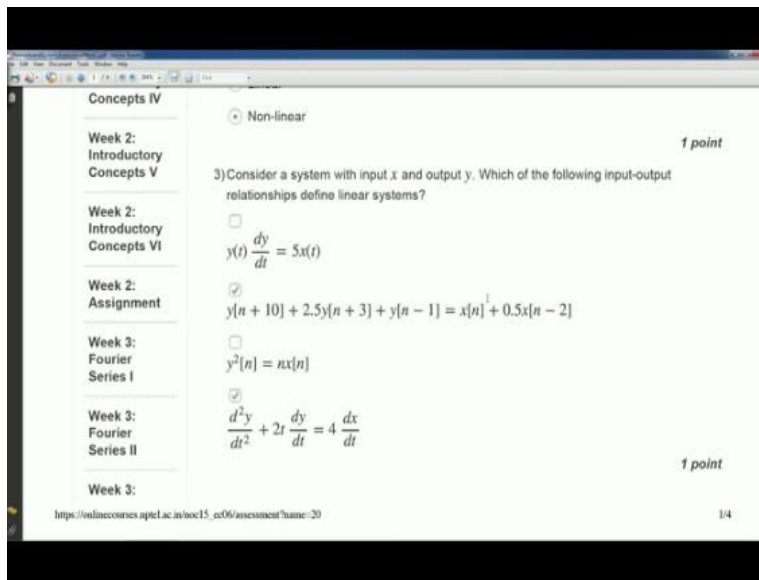 Concepts IV
Non-linear
1 point
Week 2:
Introductory
Concepts V
3) Consider a system with input x and output y. Which of the following input-output
relationships define linear systems?
Week 2:
Introductory
Concepts VI
y(t) dy/dt = 5x(t)
Week 2:
Assignment
y[n + 10] + 2.5y[n + 3] + y[n − 1] = x[n] + 0.5x[n − 2]
Week 3:
Fourier
Series I
y²[n] = nx[n]
Week 3:
Fourier
Series II
d²y/dt² + 2t dy/dt = 4 dx/dt
1 point
Week 3:
https://onlinecourses.nptel.ac.in/noc15_ec06/assessment?name=20
1/4